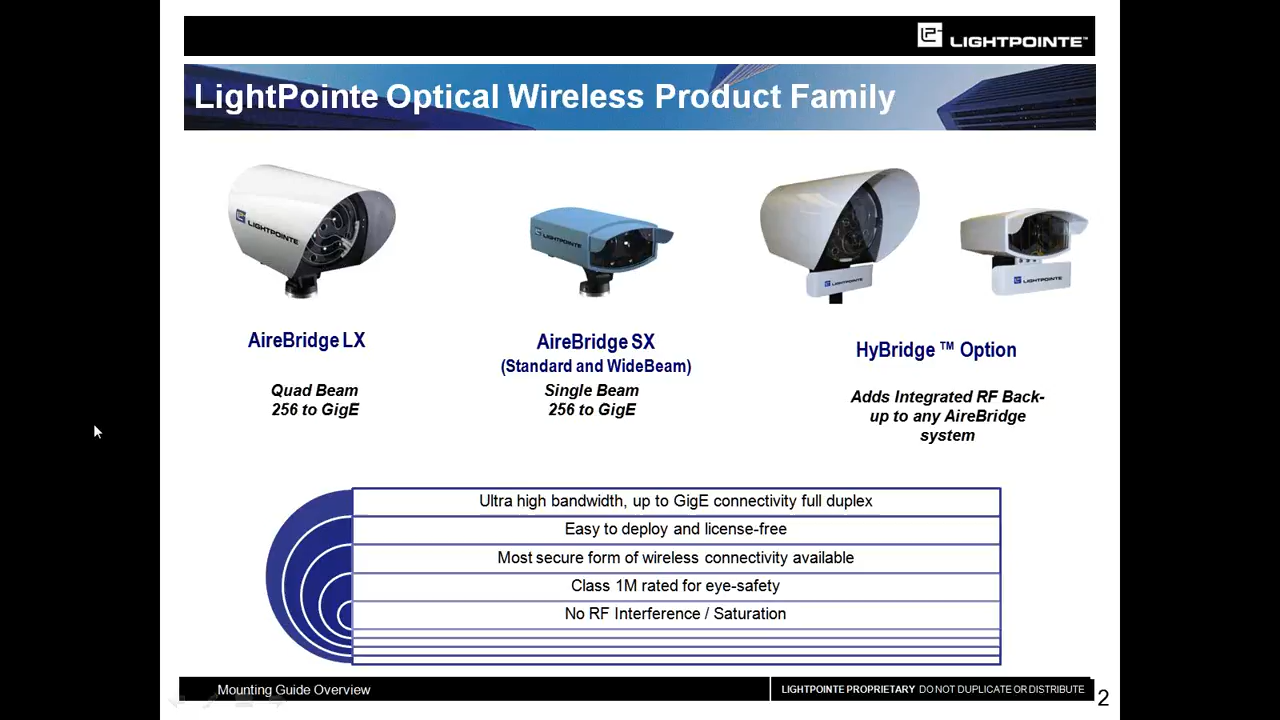 LIGHTPOINTE™
LightPointe Optical Wireless Product Family
LIGHTPOINTE
LIGHTPOINTE
LIGHTPOINTE
LIGHTPOINTE
AireBridge LX
Quad Beam
256 to GigE
AireBridge SX
(Standard and WideBeam)
Single Beam
256 to GigE
HyBridge ™ Option
Adds Integrated RF Back-
up to any AireBridge
system
Ultra high bandwidth, up to GigE connectivity full duplex
Easy to deploy and license-free
Most secure form of wireless connectivity available
Class 1M rated for eye-safety
No RF Interference / Saturation
Mounting Guide Overview
LIGHTPOINTE PROPRIETARY DO NOT DUPLICATE OR DISTRIBUTE
2